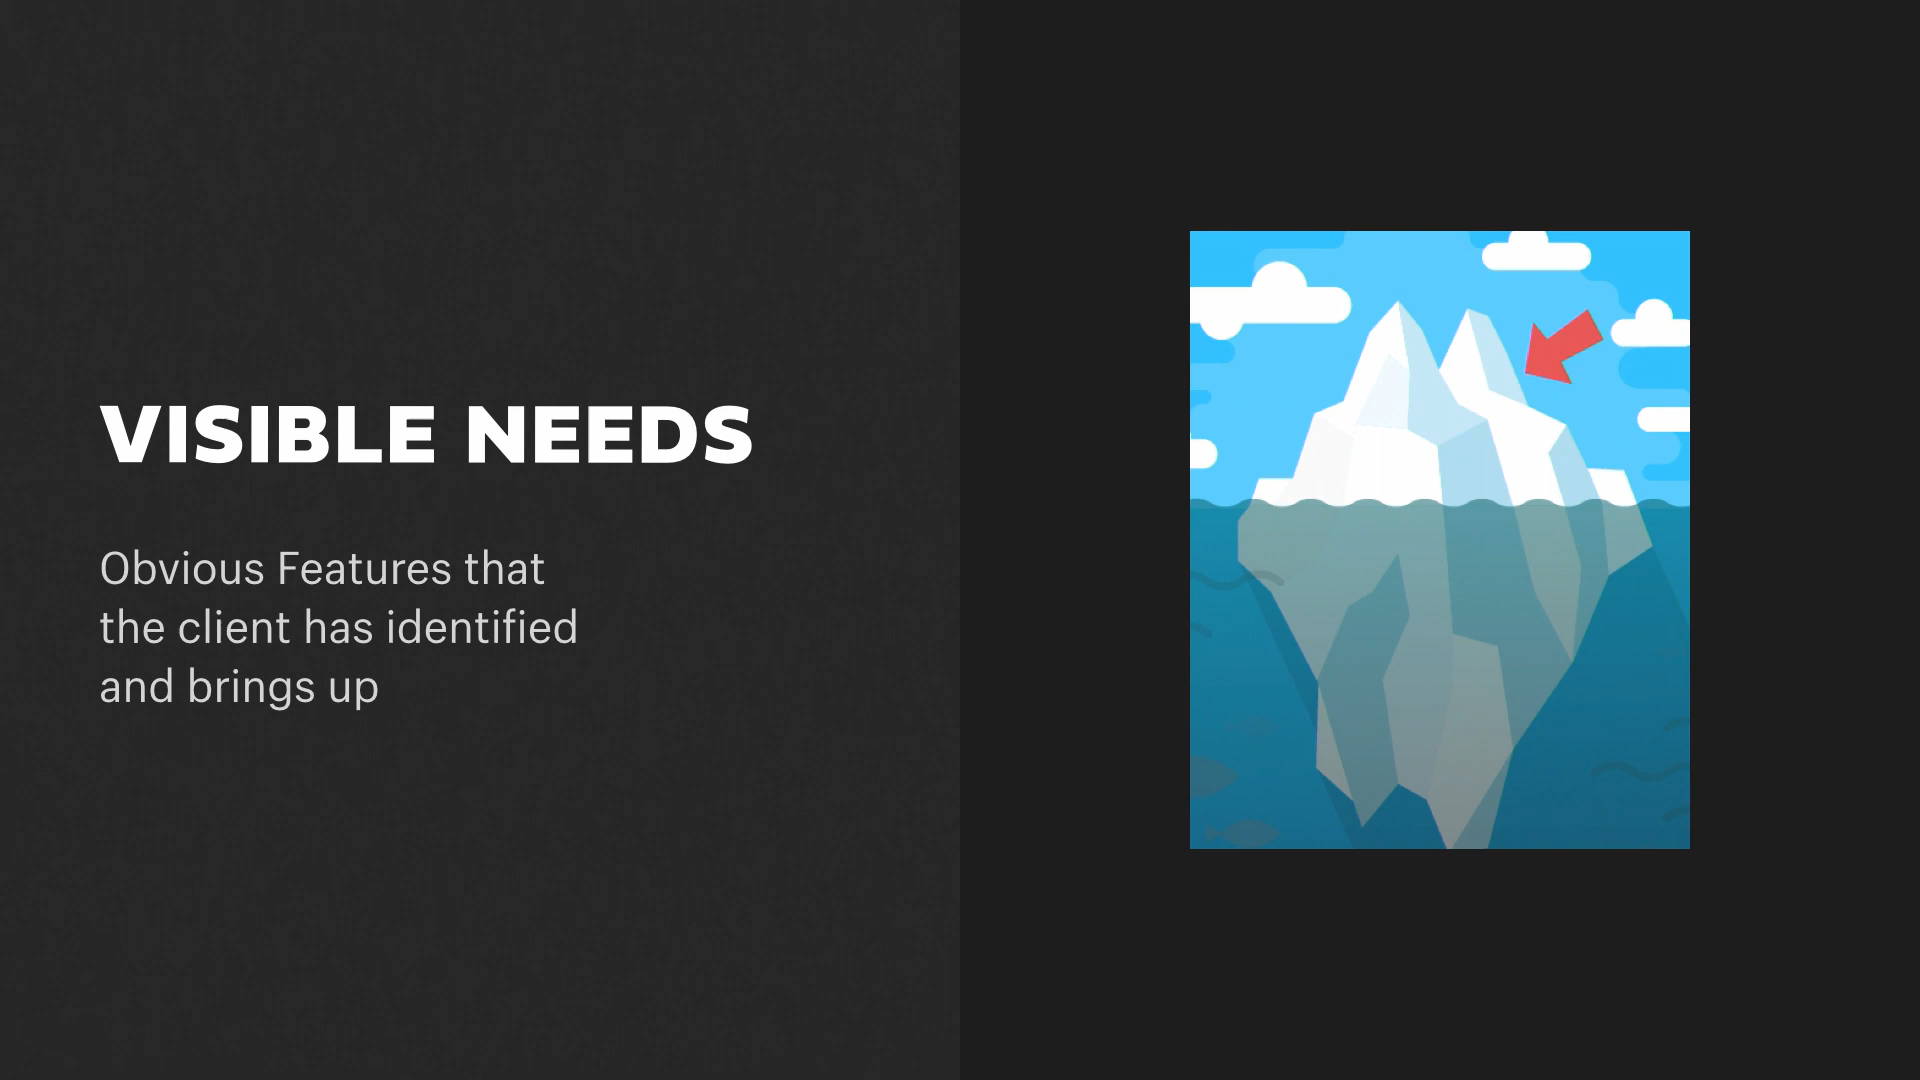 VISIBLE NEEDS
Obvious Features that
the client has identified
and brings up